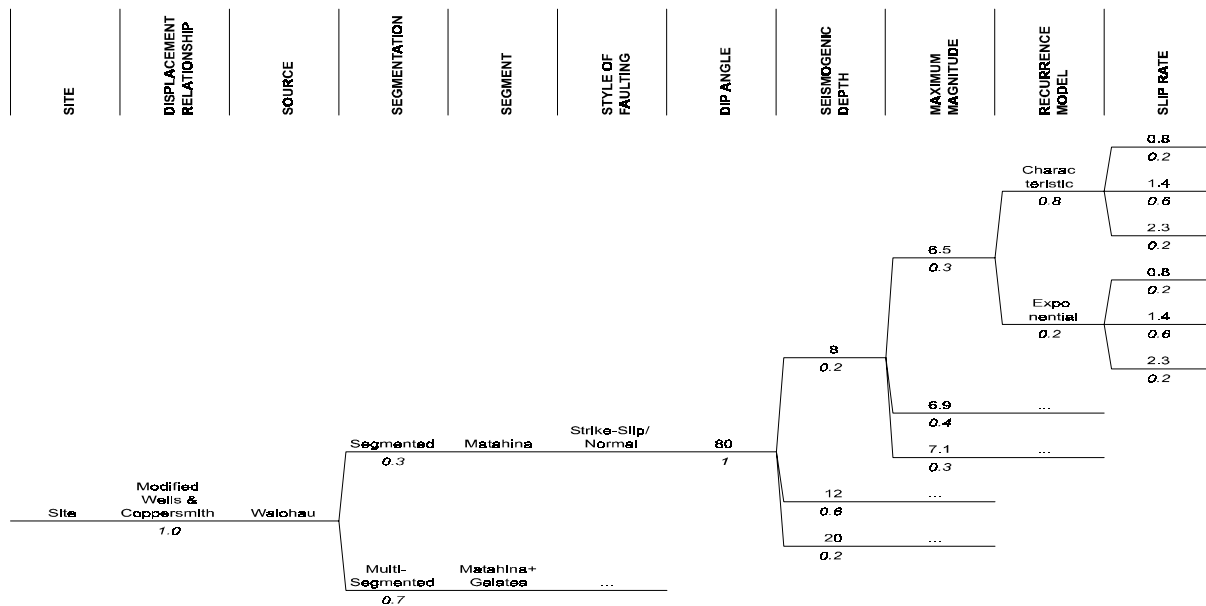 SITE
DISPLACEMENT
RELATIONSHIP
SOURCE
SEGMENTATION
SEGMENT
STYLE OF
FAULTING
DIP ANGLE
SEISMOGENIC
DEPTH
MAXIMUM
MAGNITUDE
RECURRENCE
MODEL
SLIP RATE
0.8
0.2
Charac
teristic
0.8
1.4
0.6
2.3
0.2
6.5
0.3
0.8
0.2
Expo
nential
0.2
1.4
0.6
2.3
0.2
8
0.2
6.9
0.4
...
7.1
0.3
...
Segmented
0.3
Matahina
Strike-Slip/
Normal
80
1
12
0.6
...
20
0.2
...
Site
Modified
Wells &
Coppersmith
1.0
Waiohau
Multi-
Segmented
0.7
Matahina+
Galatea
...